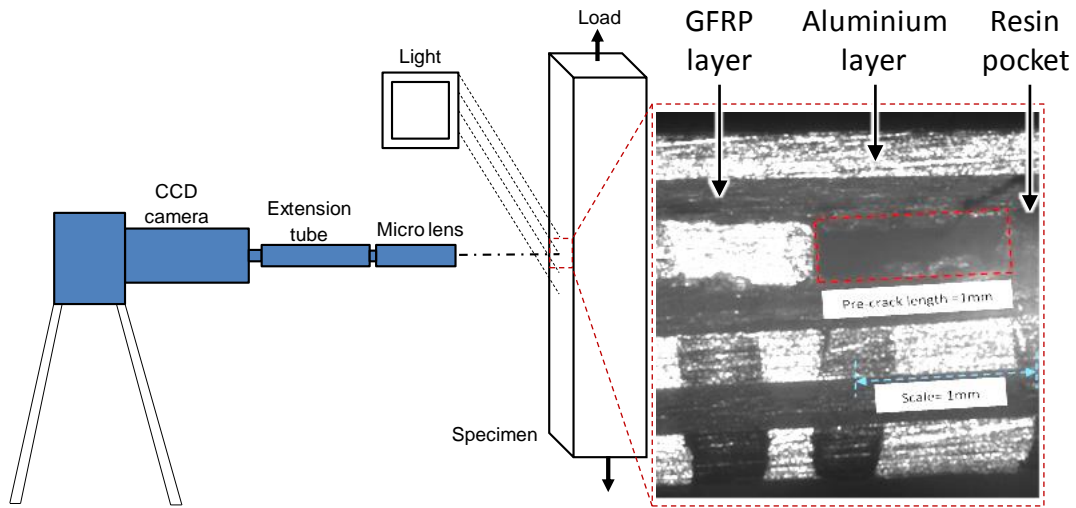 Load
Light
GFRP
layer
Aluminium
layer
Resin
pocket
CCD
camera
Extension
tube
Micro lens
Pre-crack length =1mm
Scale= 1mm
Specimen